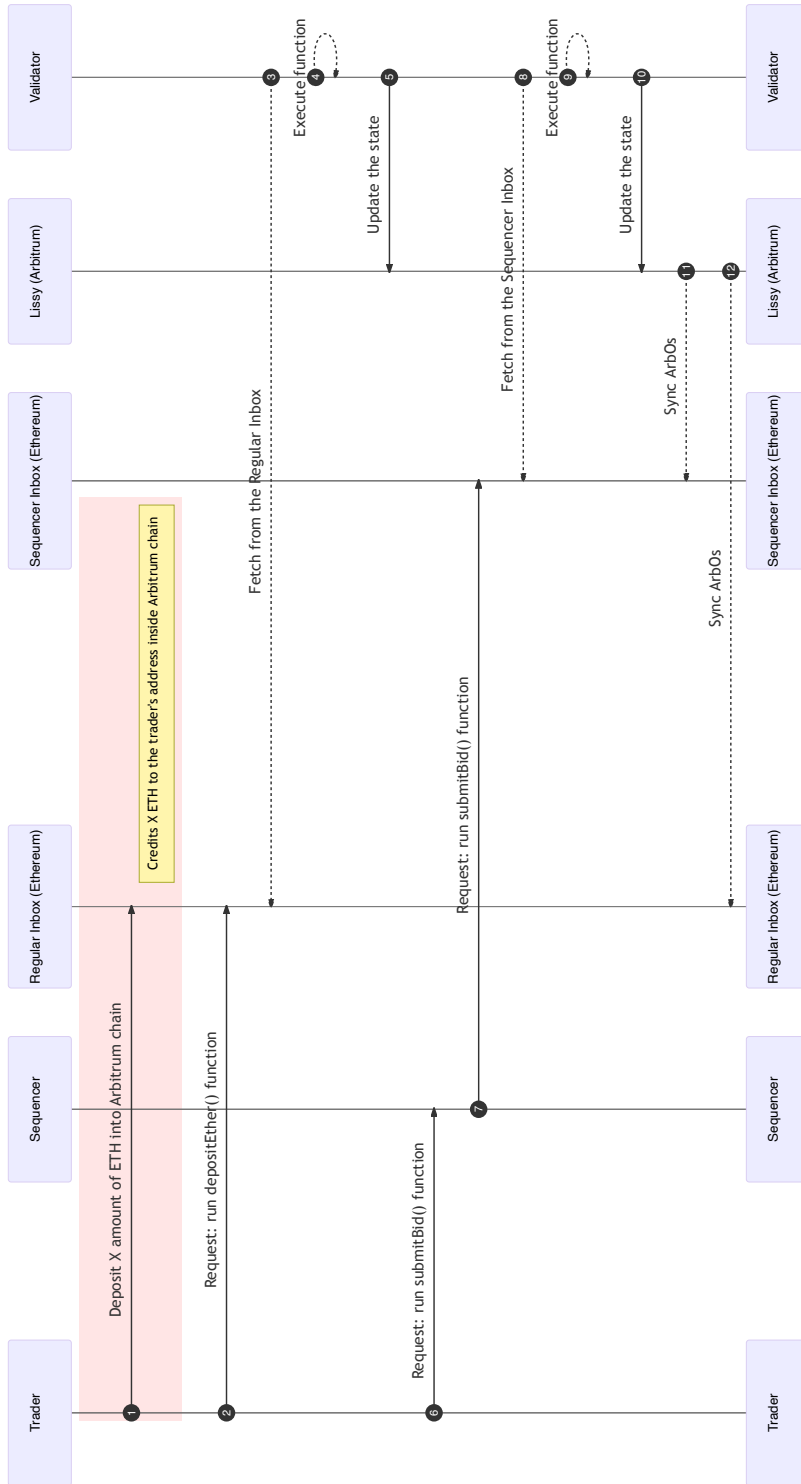 Trader
Sequencer
Regular Inbox (Ethereum)
Sequencer Inbox (Ethereum)
Lissy (Arbitrum)
Validator
1
Deposit X amount of ETH into Arbitrum chain
Credits X ETH to the trader's address inside Arbitrum chain
2
Request: run depositEther() function
3
Fetch from the Regular Inbox
4
Execute function
5
Update the state
6
Request: run submitBid() function
7
Request: run submitBid() function
8
Fetch from the Sequencer Inbox
9
Execute function
10
Update the state
11
Sync ArbOs
12
Sync ArbOs
Trader
Sequencer
Regular Inbox (Ethereum)
Sequencer Inbox (Ethereum)
Lissy (Arbitrum)
Validator